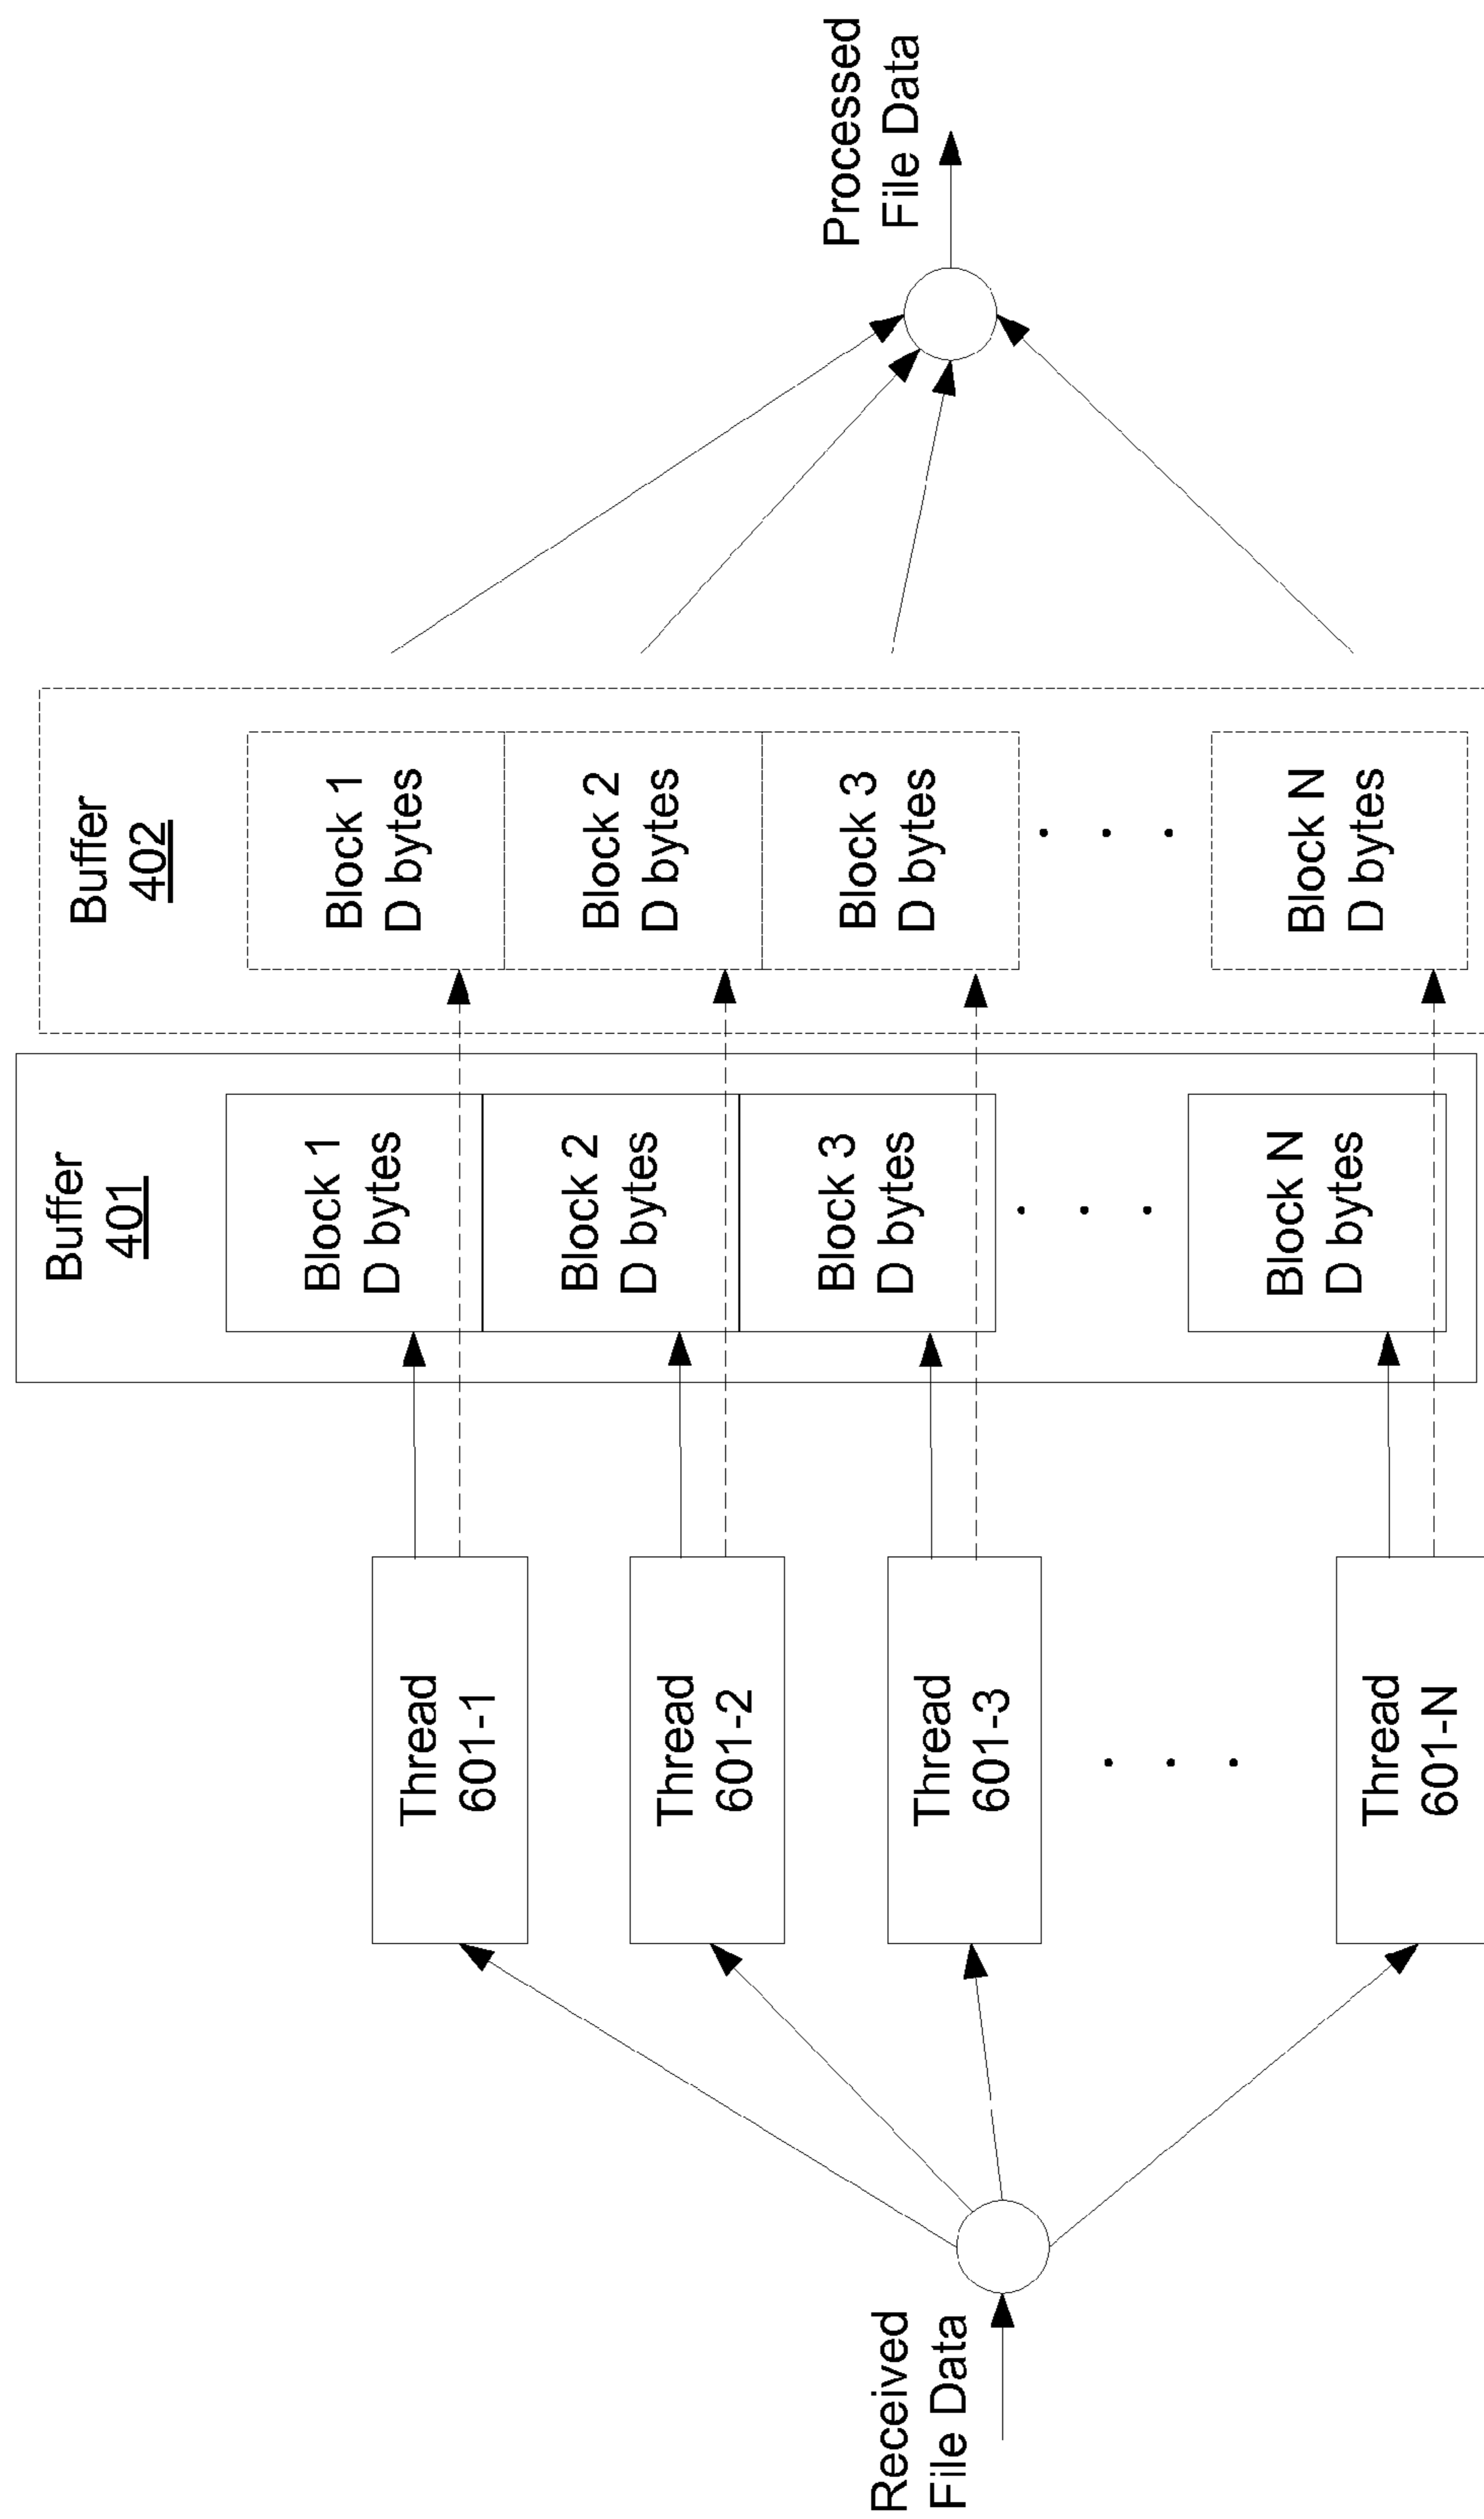 Received
File Data
Thread
601-1
Thread
601-2
Thread
601-3
. . .
Thread
601-N
Buffer
401
Block 1
D bytes
Block 2
D bytes
Block 3
D bytes
. . .
Block N
D bytes
Buffer
402
Block 1
D bytes
Block 2
D bytes
Block 3
D bytes
. . .
Block N
D bytes
Processed
File Data